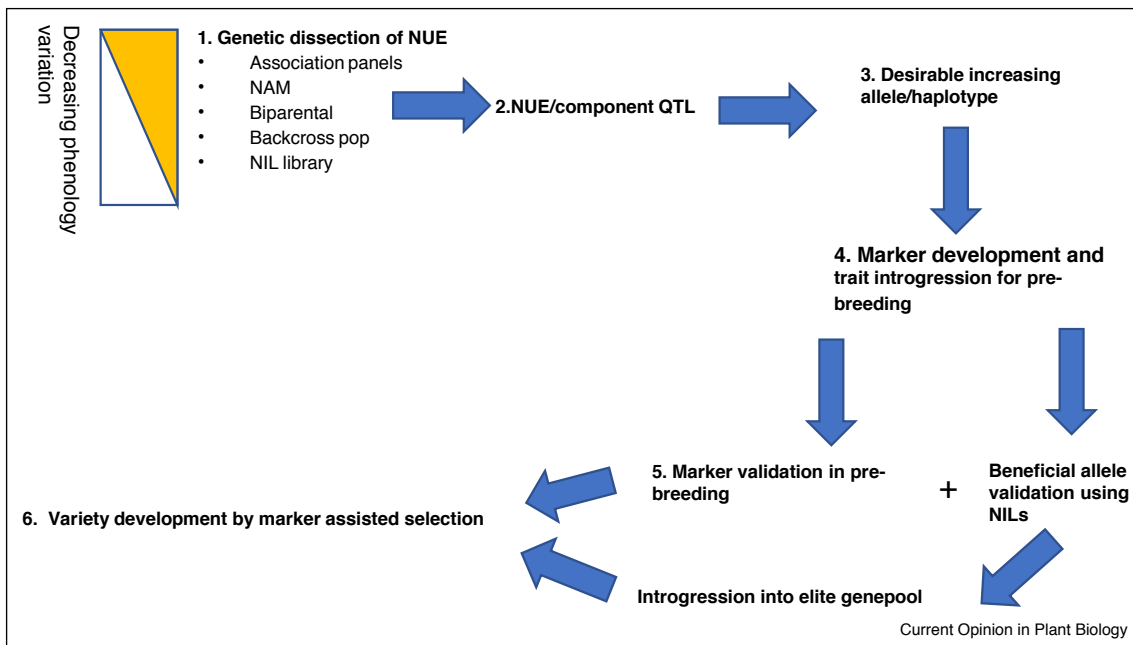 Decreasing phenology
variation
1. Genetic dissection of NUE
• Association panels
• NAM
• Biparental
• Backcross pop
• NIL library
2.NUE/component QTL
3. Desirable increasing
allele/haplotype
4. Marker development and
trait introgression for pre-
breeding
5. Marker validation in pre-
breeding
+
Beneficial allele
validation using
NILs
6. Variety development by marker assisted selection
Introgression into elite genepool
Current Opinion in Plant Biology